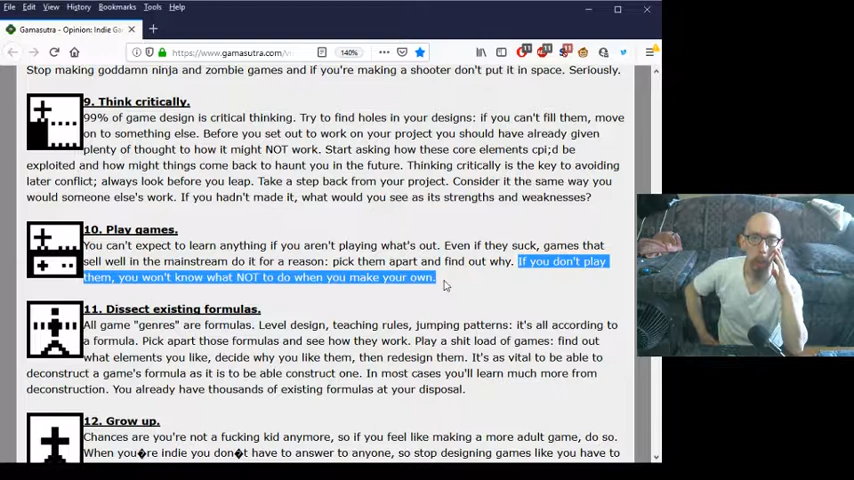 File Edit View History Bookmarks Tools Help
Gamasutra - Opinion: Indie Ga
https://www.gamasutra.com/vi
140%
11
11
11
Stop making goddamn ninja and zombie games and if you're making a shooter don't put it in space. Seriously.
9. Think critically.
99% of game design is critical thinking. Try to find holes in your designs: if you can't fill them, move
on to something else. Before you set out to work on your project you should have already given
plenty of thought to how it might NOT work. Start asking how these core elements cpi;d be
exploited and how might things come back to haunt you in the future. Thinking critically is the key to avoiding
later conflict; always look before you leap. Take a step back from your project. Consider it the same way you
would someone else's work. If you hadn't made it, what would you see as its strengths and weaknesses?
10. Play games.
You can't expect to learn anything if you aren't playing what's out. Even if they suck, games that
sell well in the mainstream do it for a reason: pick them apart and find out why. If you don't play
them, you won't know what NOT to do when you make your own.
11. Dissect existing formulas.
All game "genres" are formulas. Level design, teaching rules, jumping patterns: it's all according to
a formula. Pick apart those formulas and see how they work. Play a shit load of games: find out
what elements you like, decide why you like them, then redesign them. It's as vital to be able to
deconstruct a game's formula as it is to be able construct one. In most cases you'll learn much more from
deconstruction. You already have thousands of existing formulas at your disposal.
12. Grow up.
Chances are you're not a fucking kid anymore, so if you feel like making a more adult game, do so.
When you�re indie you don�t have to answer to anyone, so stop designing games like you have to